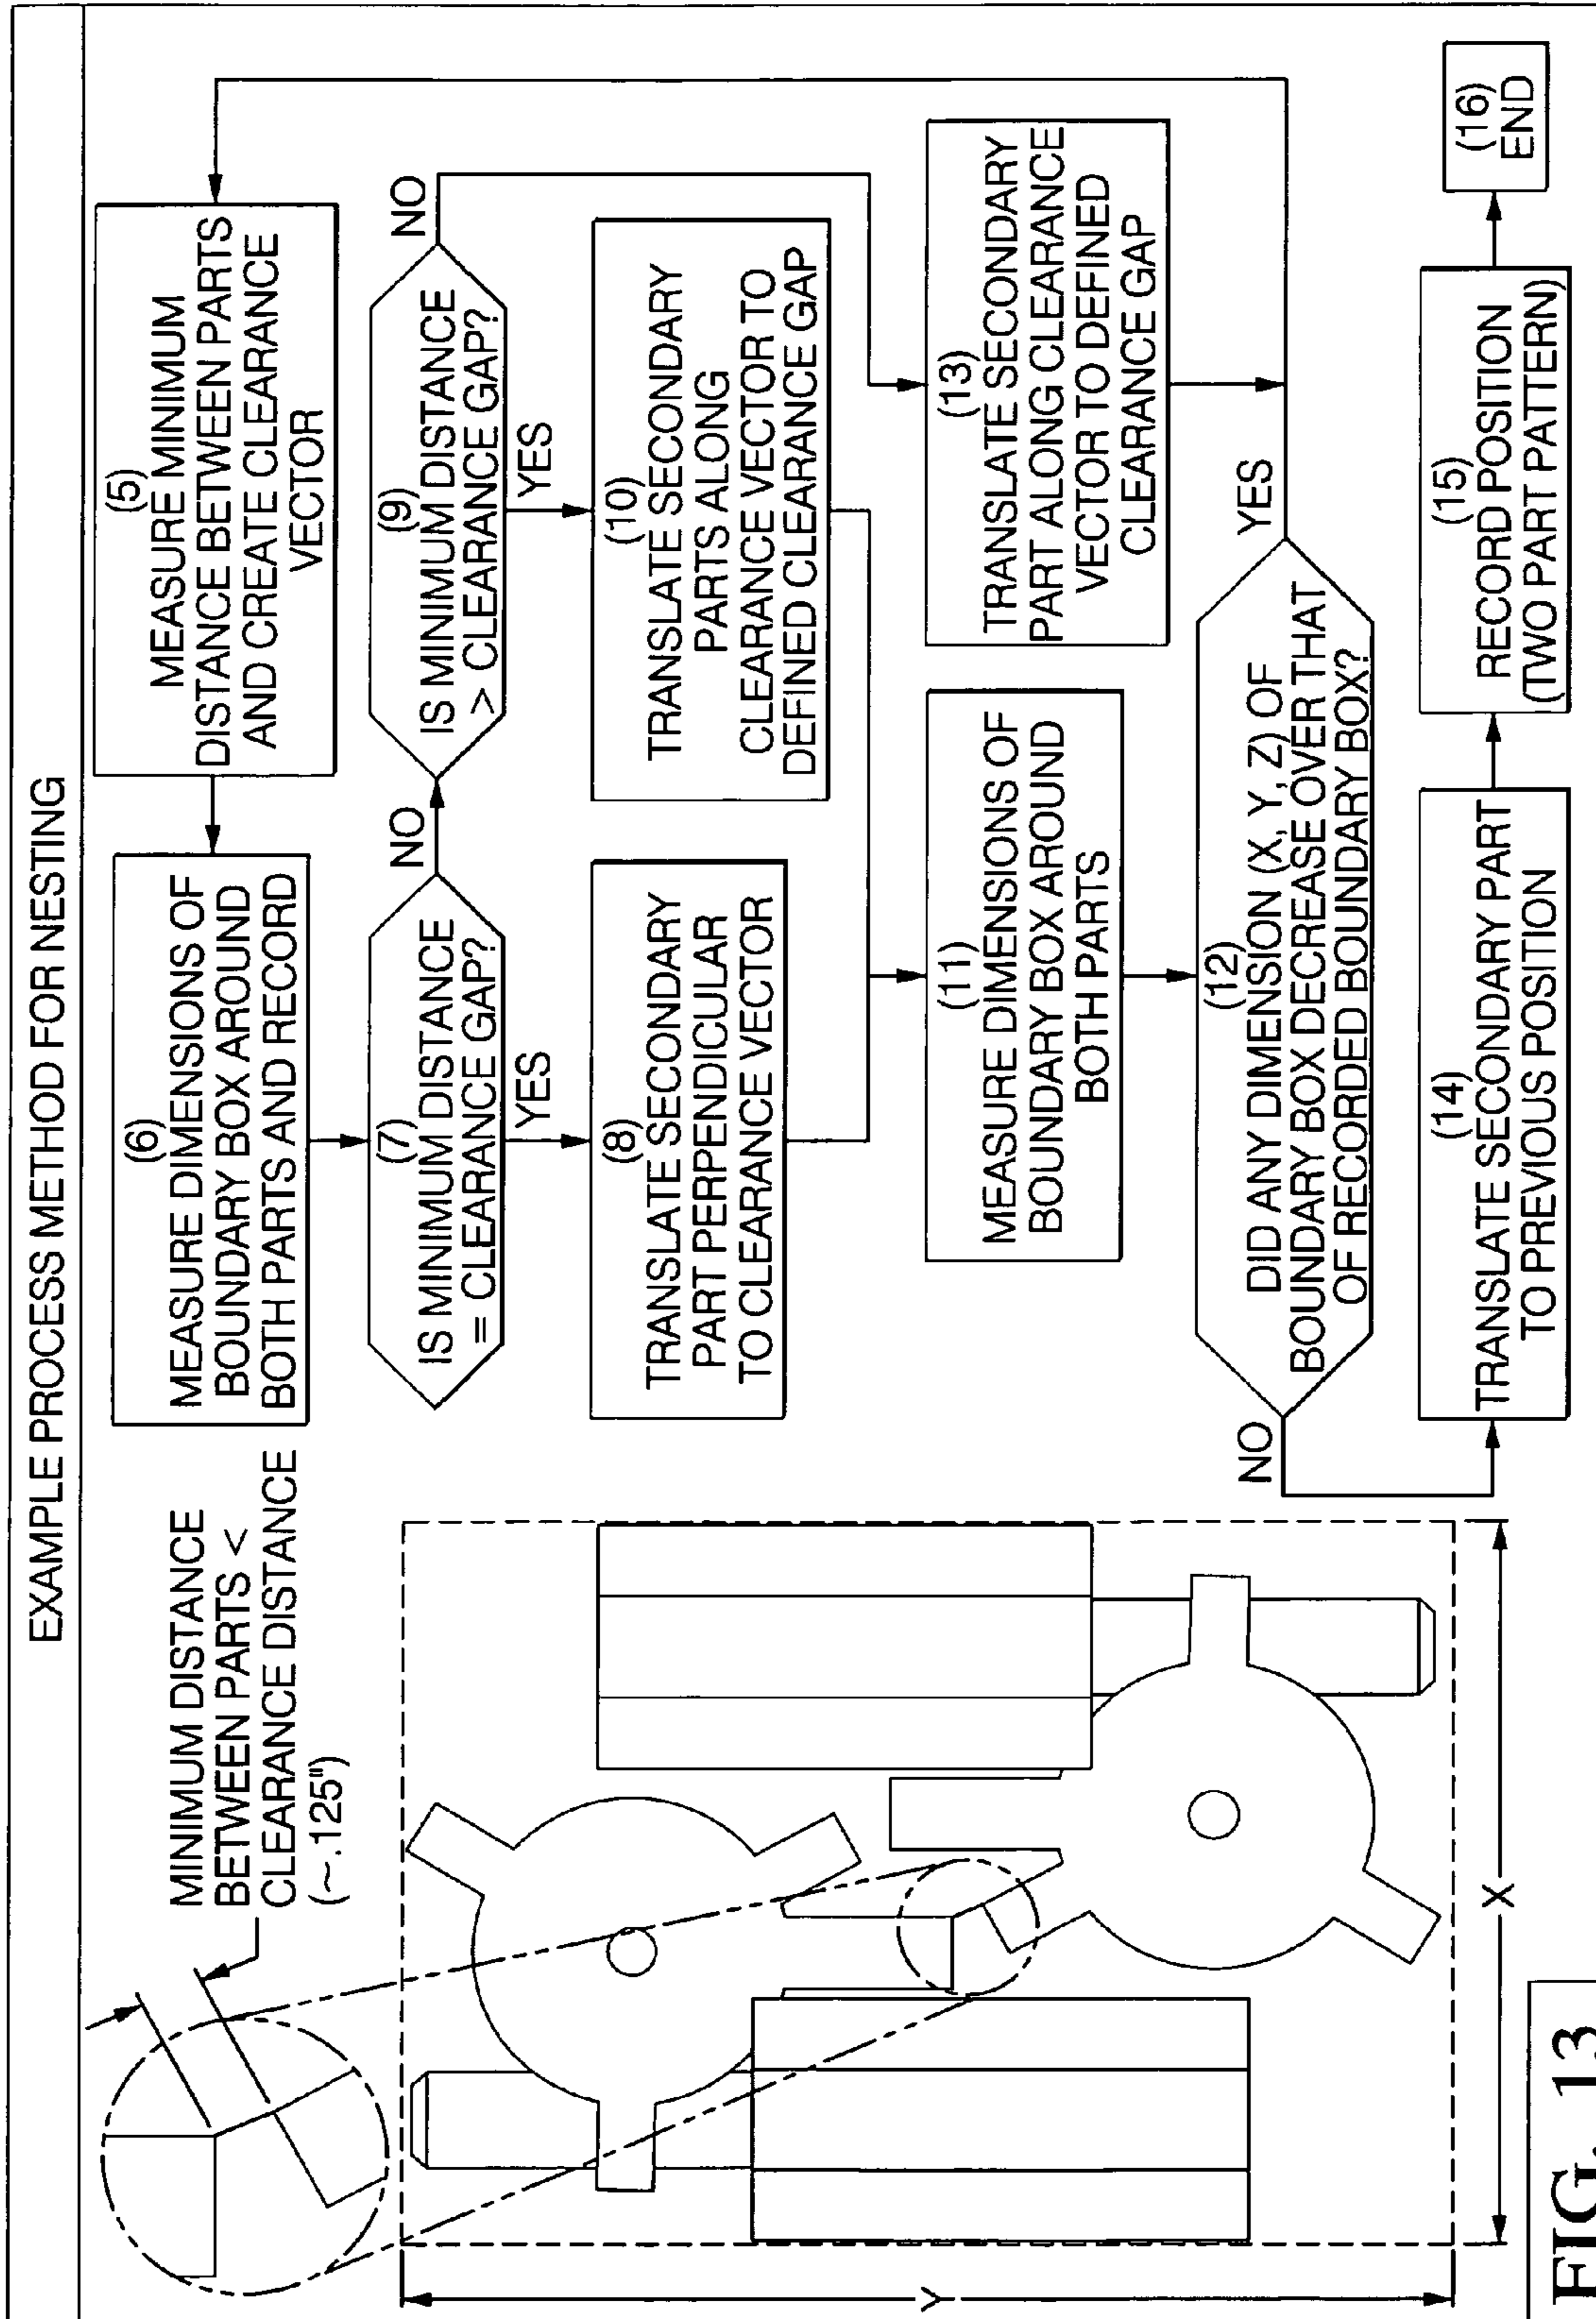 EXAMPLE PROCESS METHOD FOR NESTING
MINIMUM DISTANCE
BETWEEN PARTS <
CLEARANCE DISTANCE
(~.125")
Y
X
(5)
MEASURE MINIMUM
DISTANCE BETWEEN PARTS
AND CREATE CLEARANCE
VECTOR
(6)
MEASURE DIMENSIONS OF
BOUNDARY BOX AROUND
BOTH PARTS AND RECORD
(7)
IS MINIMUM DISTANCE
= CLEARANCE GAP?
NO
YES
(9)
IS MINIMUM DISTANCE
> CLEARANCE GAP?
NO
YES
(8)
TRANSLATE SECONDARY
PART PERPENDICULAR
TO CLEARANCE VECTOR
(10)
TRANSLATE SECONDARY
PARTS ALONG
CLEARANCE VECTOR TO
DEFINED CLEARANCE GAP
(11)
MEASURE DIMENSIONS OF
BOUNDARY BOX AROUND
BOTH PARTS
(13)
TRANSLATE SECONDARY
PART ALONG CLEARANCE
VECTOR TO DEFINED
CLEARANCE GAP
(12)
DID ANY DIMENSION (X, Y, Z) OF
BOUNDARY BOX DECREASE OVER THAT
OF RECORDED BOUNDARY BOX?
NO
YES
(14)
TRANSLATE SECONDARY PART
TO PREVIOUS POSITION
(15)
RECORD POSITION
(TWO PART PATTERN)
(16)
END
FIG. 13